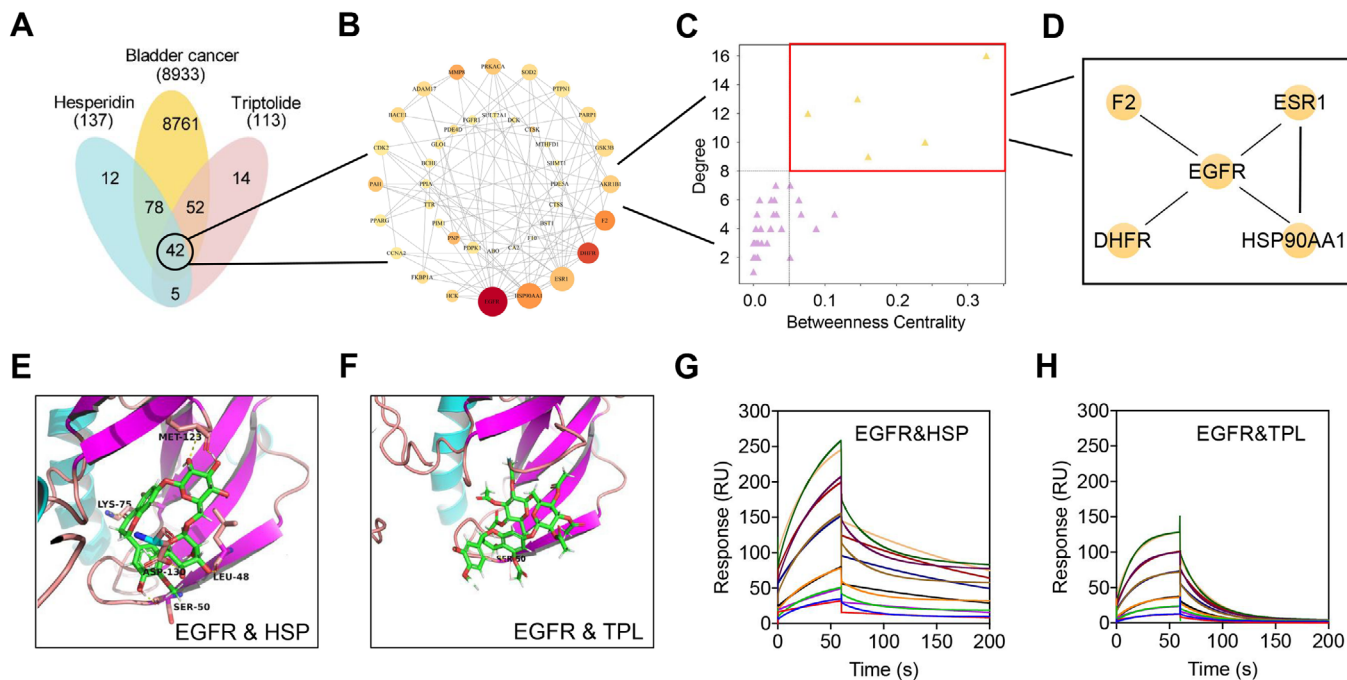 A
Bladder cancer
(8933)
Hesperidin
(137)
Triptolide
(113)
8761
12
14
78
52
42
5
B
MMP8
PRKACA
SOD2
ADAM17
PTPN1
BACE1
SULT2A1
FGFR1
DCK
PARP1
PDE4D
CTSK
CDK2
GLO1
MTHFD1
GSK3B
BCHE
SHMT1
PAH
PPIA
PDE5A
AKR1B1
TTR
CTSS
PPARG
PIM1
F2
PNP
F10
CCNA2
PDPK1
ABO
CA2
DHFR
FKBP1A
ESR1
HCK
EGFR
HSP90AA1
C
Degree
16
14
12
10
8
6
4
2
0.0
0.1
0.2
0.3
Betweenness Centrality
D
F2
ESR1
EGFR
DHFR
HSP90AA1
E
MET-123
LYS-75
ASP-130
LEU-48
SER-50
EGFR & HSP
F
SER-50
EGFR & TPL
G
EGFR&HSP
Response (RU)
300
250
200
150
100
50
0
0
50
100
150
200
Time (s)
H
EGFR&TPL
Response (RU)
300
250
200
150
100
50
0
0
50
100
150
200
Time (s)